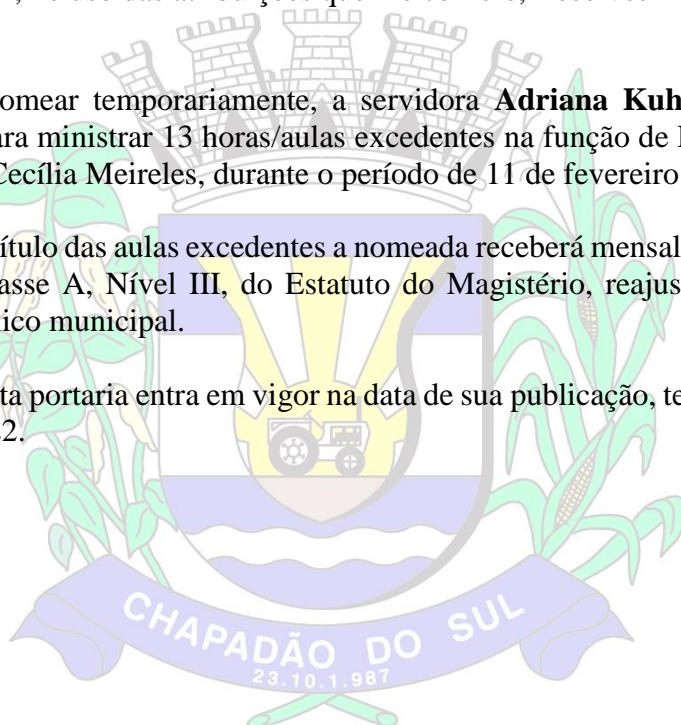 omear temporariamente, a servidora Adriana Kuh
ara ministrar 13 horas/aulas excedentes na função de
Cecília Meireles, durante o período de 11 de fevereiro
ítulo das aulas excedentes a nomeada receberá mensal
asse A, Nível III, do Estatuto do Magistério, reajus
lico municipal.
ta portaria entra em vigor na data de sua publicação, te
22.
CHAPADÃO DO SUL
23.10.1.987